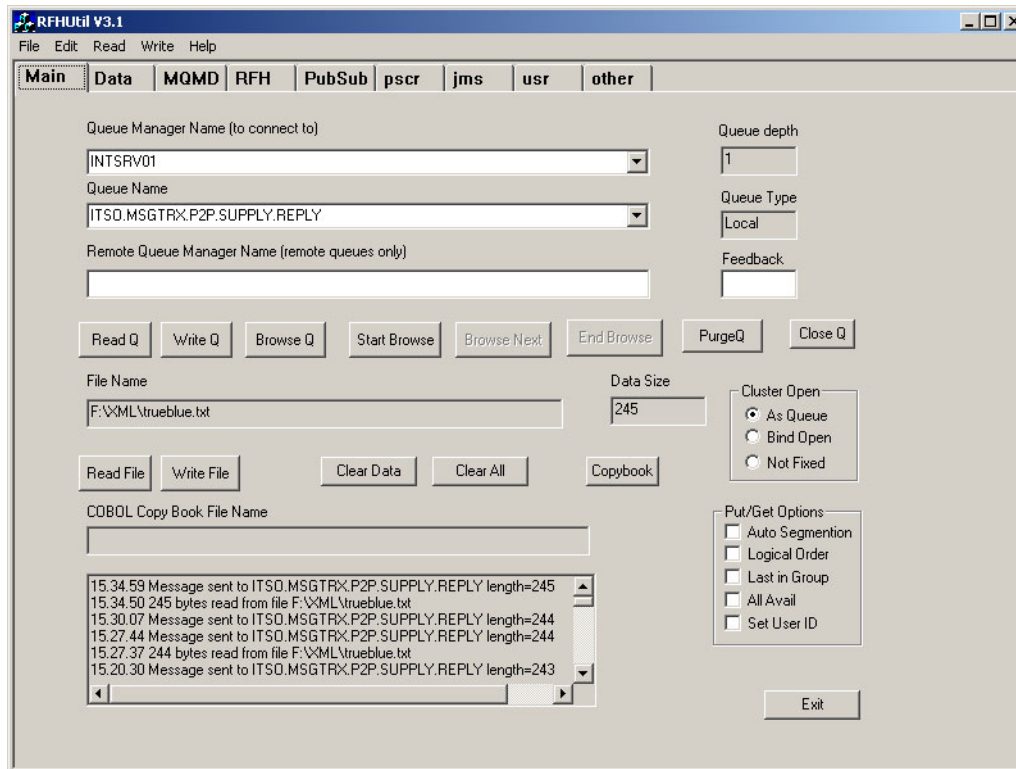 RFHUtil V3.1
File Edit Read Write Help
Main Data MQMD RFH PubSub pscr jms usr other
Queue Manager Name (to connect to)
Queue depth
INTSRV01
1
Queue Name
Queue Type
ITSO.MSGTRX.P2P.SUPPLY.REPLY
Local
Remote Queue Manager Name (remote queues only)
Feedback
Read Q Write Q Browse Q Start Browse Browse Next End Browse PurgeQ Close Q
File Name
Data Size
F:\XML\trueblue.txt
245
Cluster Open
As Queue
Bind Open
Not Fixed
Read File Write File Clear Data Clear All Copybook
COBOL Copy Book File Name
Put/Get Options
Auto Segmention
Logical Order
Last in Group
All Avail
Set User ID
15.34.59 Message sent to ITSO.MSGTRX.P2P.SUPPLY.REPLY length=245
15.34.50 245 bytes read from file F:\XML\trueblue.txt
15.30.07 Message sent to ITSO.MSGTRX.P2P.SUPPLY.REPLY length=244
15.27.44 Message sent to ITSO.MSGTRX.P2P.SUPPLY.REPLY length=244
15.27.37 244 bytes read from file F:\XML\trueblue.txt
15.20.30 Message sent to ITSO.MSGTRX.P2P.SUPPLY.REPLY length=243
Exit